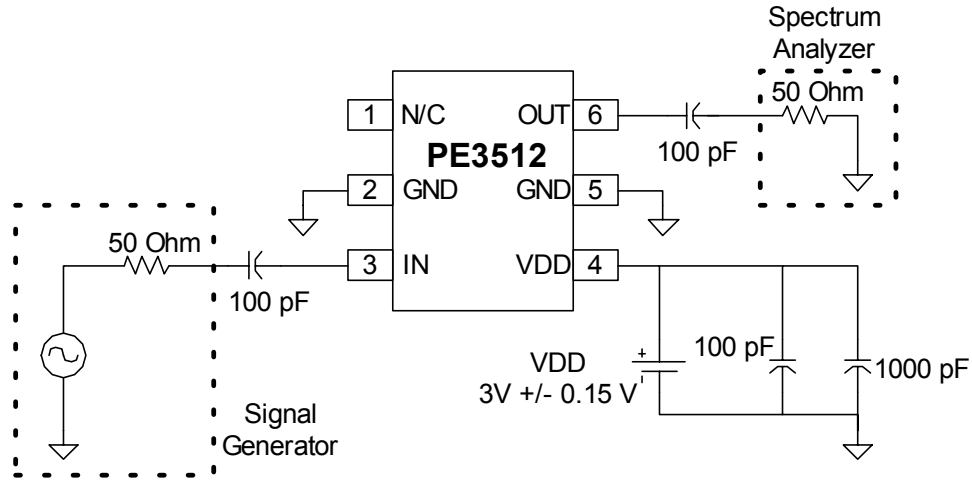 Spectrum
Analyzer
50 Ohm
1 N/C OUT 6
PE3512
100 pF
2 GND GND 5
50 Ohm
3 IN VDD 4
100 pF
VDD
3V +/- 0.15 V
+
-
100 pF
1000 pF
Signal
Generator